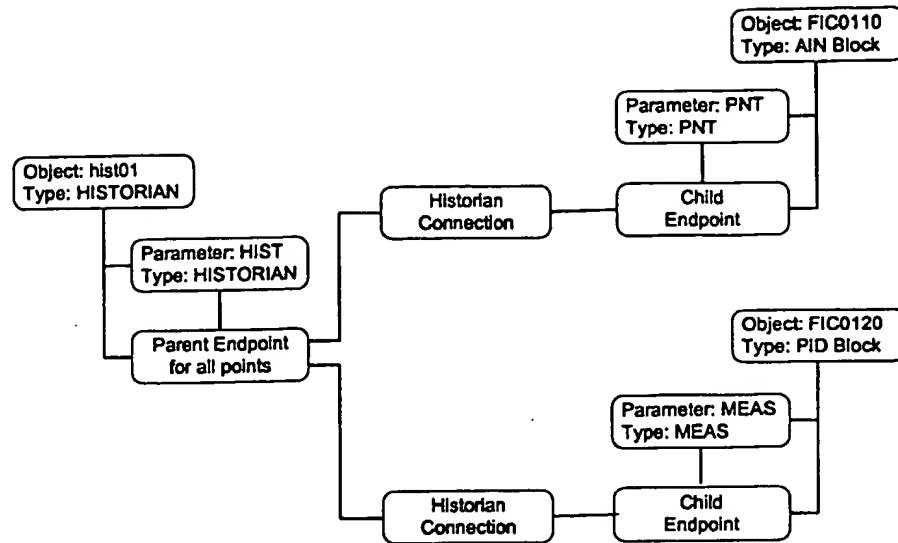 Object: FIC0110
Type: AIN Block
Parameter: PNT
Type: PNT
Object: hist01
Type: HISTORIAN
Historian
Connection
Child
Endpoint
Parameter: HIST
Type: HISTORIAN
Parent Endpoint
for all points
Object: FIC0120
Type: PID Block
Parameter: MEAS
Type: MEAS
Historian
Connection
Child
Endpoint